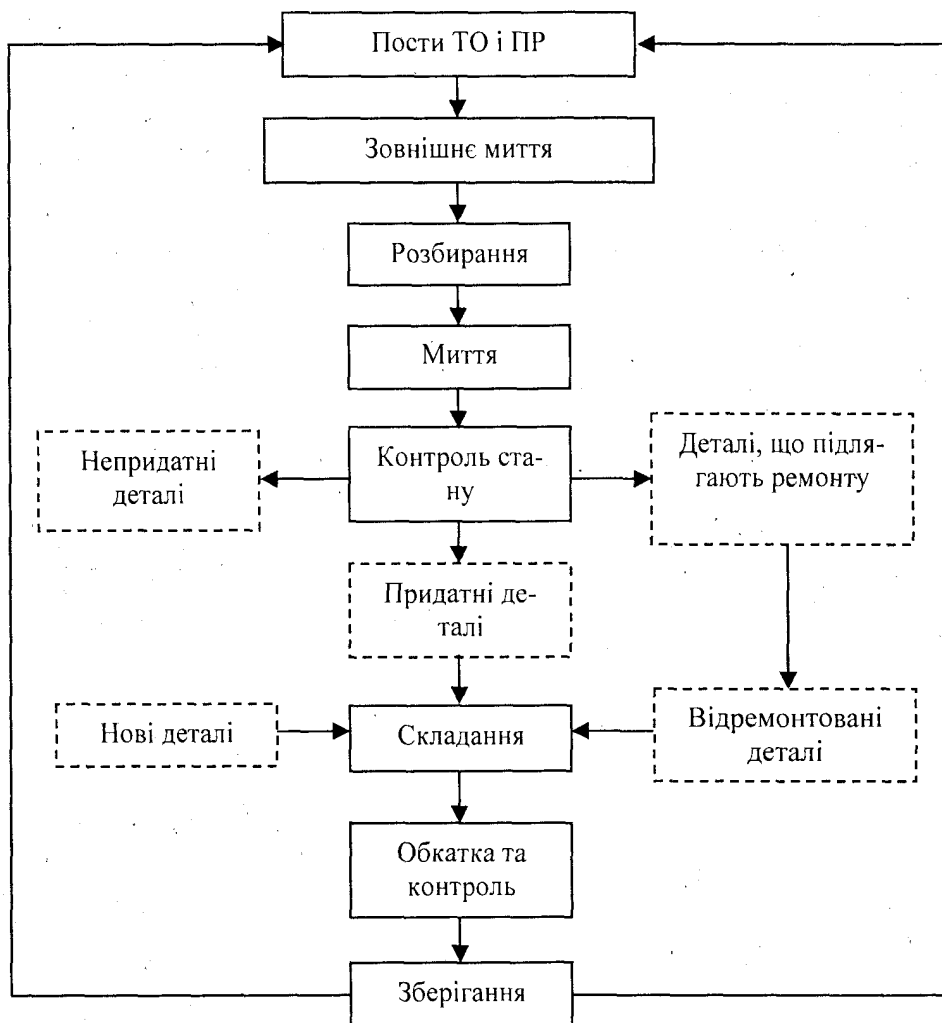 Пости ТО і ПР
Зовнішнє миття
Розбирання
Миття
Непридатні
деталі
Контроль ста-
ну
Деталі, що підля-
гають ремонту
Придатні де-
талі
Нові деталі
Складання
Відремонтовані
деталі
Обкатка та
контроль
Зберігання